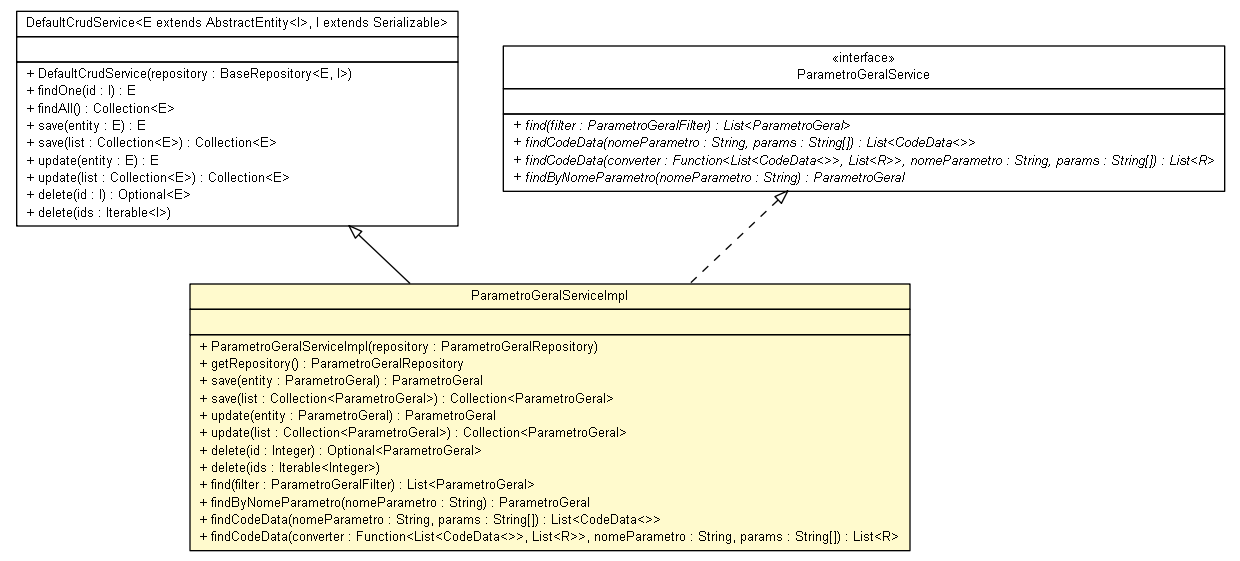 DefaultCrudService<E extends AbstractEntity<I>, I extends Serializable>
+ DefaultCrudService(repository : BaseRepository<E, I>)
+ findOne(id : I) : E
+ findAll() : Collection<E>
+ save(entity : E) : E
+ save(list : Collection<E>) : Collection<E>
+ update(entity : E) : E
+ update(list : Collection<E>) : Collection<E>
+ delete(id : I) : Optional<E>
+ delete(ids : Iterable<I>)
«interface»
ParametroGeralService
+ find(filter : ParametroGeralFilter) : List<ParametroGeral>
+ findCodeData(nomeParametro : String, params : String[]) : List<CodeData<>>
+ findCodeData(converter : Function<List<CodeData<>>, List<R>>, nomeParametro : String, params : String[]) : List<R>
+ findByNomeParametro(nomeParametro : String) : ParametroGeral
ParametroGeralServiceImpl
+ ParametroGeralServiceImpl(repository : ParametroGeralRepository)
+ getRepository() : ParametroGeralRepository
+ save(entity : ParametroGeral) : ParametroGeral
+ save(list : Collection<ParametroGeral>) : Collection<ParametroGeral>
+ update(entity : ParametroGeral) : ParametroGeral
+ update(list : Collection<ParametroGeral>) : Collection<ParametroGeral>
+ delete(id : Integer) : Optional<ParametroGeral>
+ delete(ids : Iterable<Integer>)
+ find(filter : ParametroGeralFilter) : List<ParametroGeral>
+ findByNomeParametro(nomeParametro : String) : ParametroGeral
+ findCodeData(nomeParametro : String, params : String[]) : List<CodeData<>>
+ findCodeData(converter : Function<List<CodeData<>>, List<R>>, nomeParametro : String, params : String[]) : List<R>